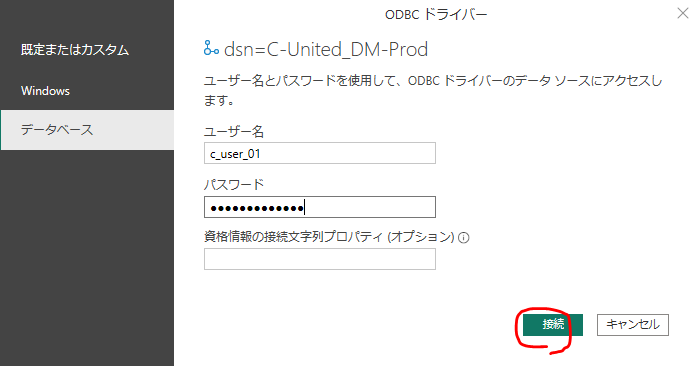 ODBC ドライバー
既定またはカスタム
Windows
データベース
dsn=C-United_DM-Prod
ユーザー名とパスワードを使用して、ODBC ドライバーのデータ ソースにアクセスし
ます。
ユーザー名
c_user_01
パスワード
●●●●●●●●●●●●●
資格情報の接続文字列プロパティ (オプション)
接続
キャンセル